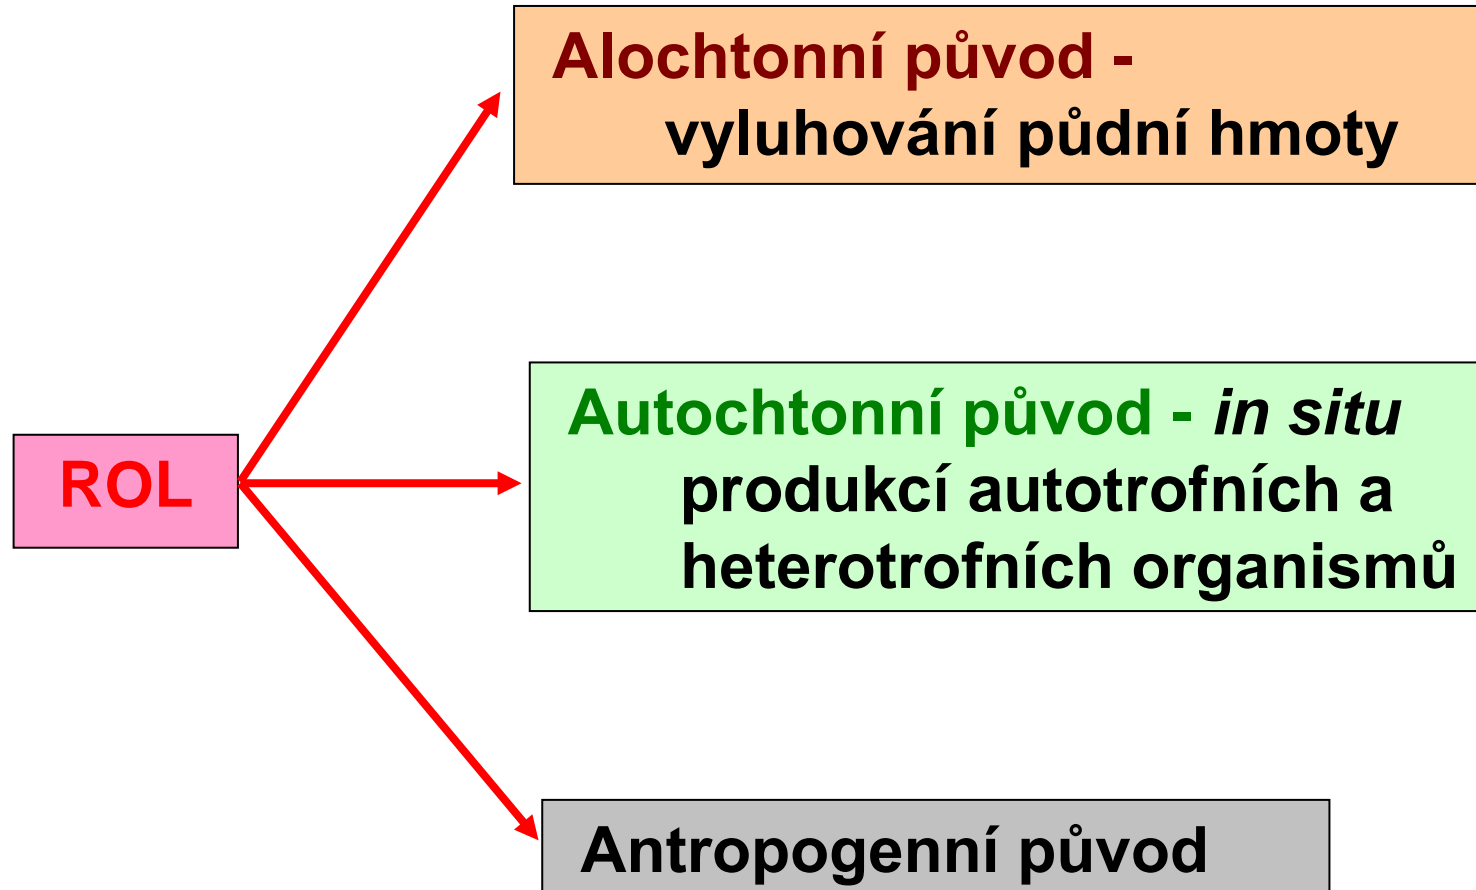 Alochtonní původ -
vyluhování půdní hmoty
ROL
Autochtonní původ - in situ
produkcí autotrofních a
heterotrofních organismů
Antropogenní původ